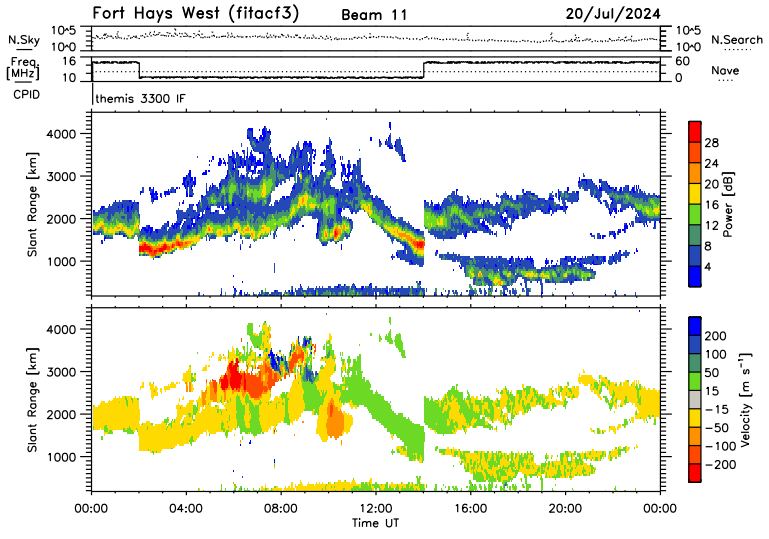 Fort Hays West (fitacf3) Beam 11 20/Jul/2024
N.Sky 10^5 10^0 10^5 10^0 N.Search
Freq. [MHz] 16 10 60 0 Nave
CPID themis 3300 IF
Slant Range [km]
4000
3000
2000
1000
28
24
20
16
12
8
4
Power [dB]
Slant Range [km]
4000
3000
2000
1000
200
100
50
15
-15
-50
-100
-200
Velocity [m s⁻¹]
00:00 04:00 08:00 12:00 16:00 20:00 00:00
Time UT